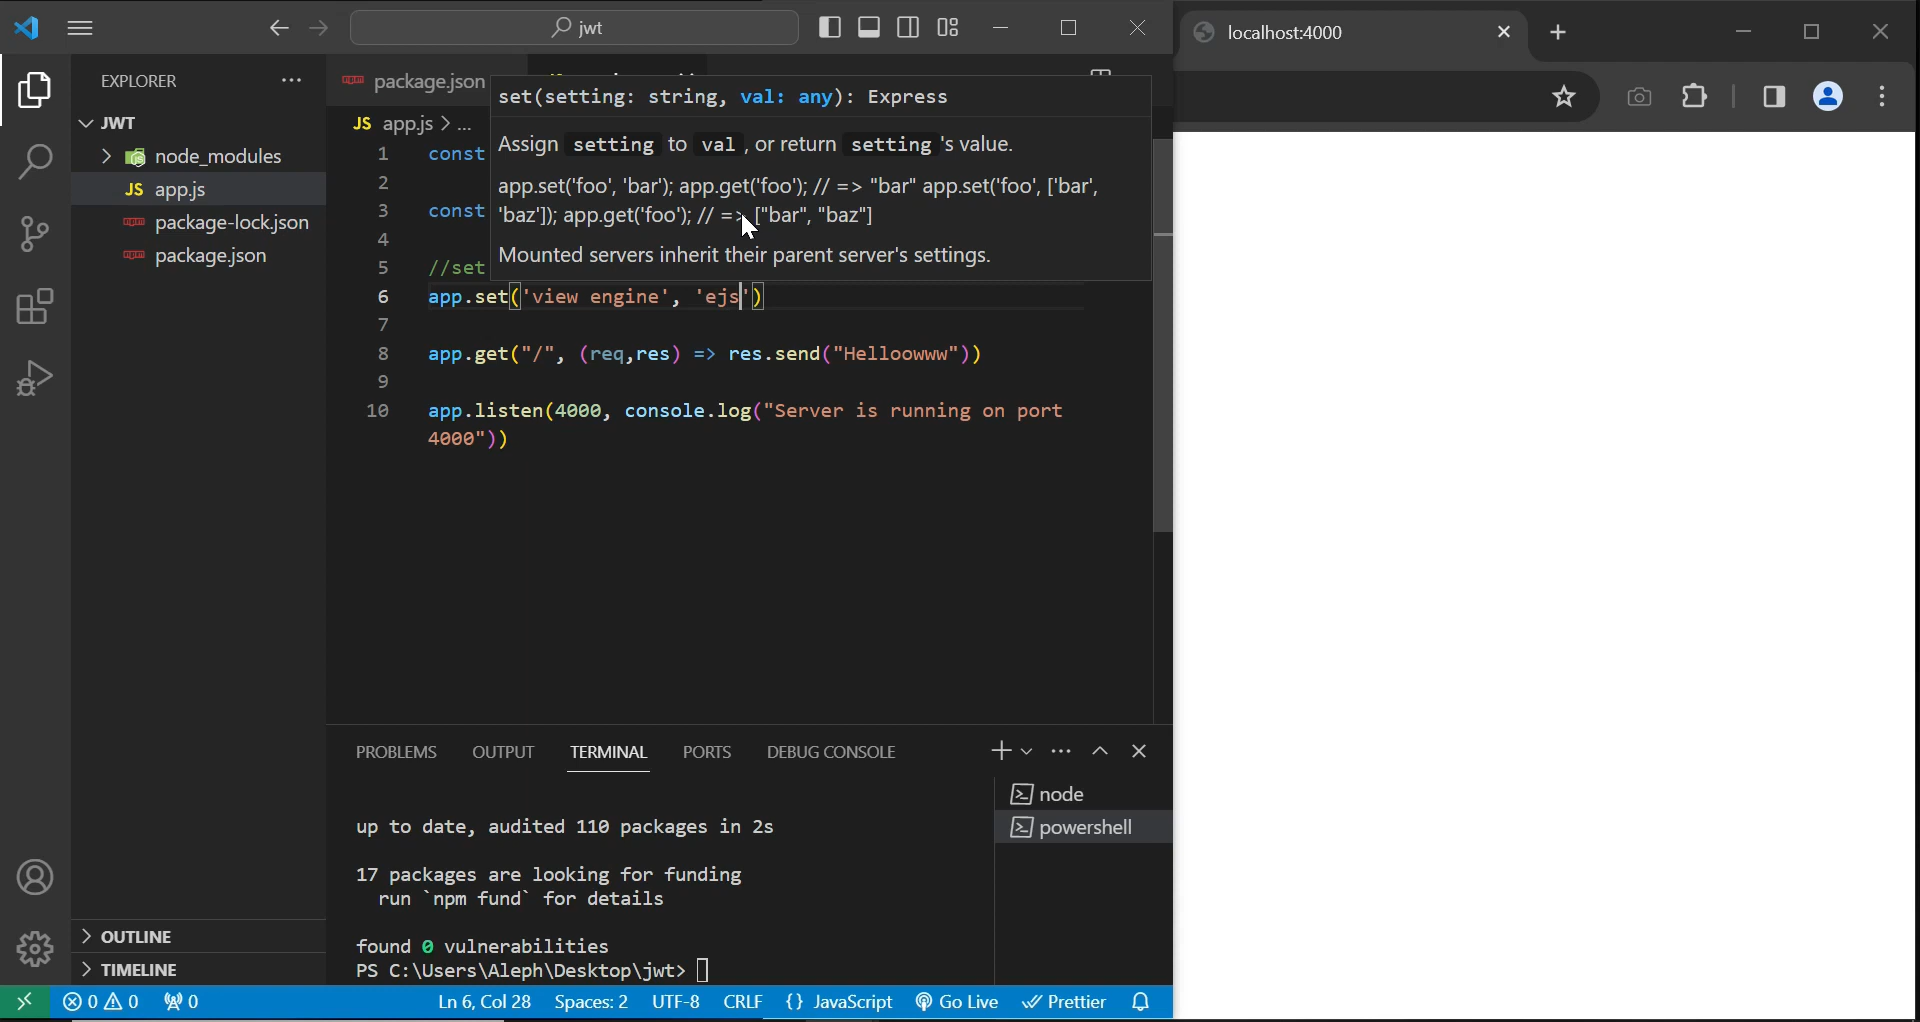 jwt
localhost:4000
EXPLORER
package.json
set(setting: string, val: any): Express
JWT
JS app.js > ...
Assign setting to val , or return setting 's value.
node_modules
1 const
app.set('foo', 'bar'); app.get('foo'); // => "bar" app.set('foo', ['bar',
JS app.js
2
'baz']); app.get('foo'); // => ["bar", "baz"]
package-lock.json
3 const
4
Mounted servers inherit their parent server's settings.
package.json
5 //set
6 app.set('view engine', 'ejs')
7
8 app.get("/", (req,res) => res.send("Helloowww"))
9
10 app.listen(4000, console.log("Server is running on port
4000"))
PROBLEMS OUTPUT TERMINAL PORTS DEBUG CONSOLE
node
powershell
up to date, audited 110 packages in 2s
17 packages are looking for funding
run `npm fund` for details
found 0 vulnerabilities
PS C:\Users\Aleph\Desktop\jwt>
OUTLINE
TIMELINE
0 0 0 Ln 6, Col 28 Spaces: 2 UTF-8 CRLF {} JavaScript Go Live Prettier